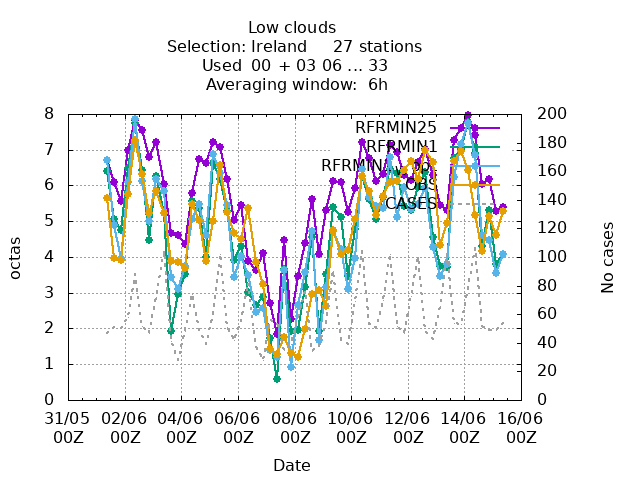 Low clouds
Selection: Ireland 27 stations
Used 00 + 03 06 ... 33
Averaging window: 6h
RFRMIN25
RFRMIN1
OBS
CASES
octas
8
7
6
5
4
3
2
1
0
No cases
200
180
160
140
120
100
80
60
40
20
0
31/05 02/06 04/06 06/06 08/06 10/06 12/06 14/06 16/06
00Z 00Z 00Z 00Z 00Z 00Z 00Z 00Z 00Z
Date